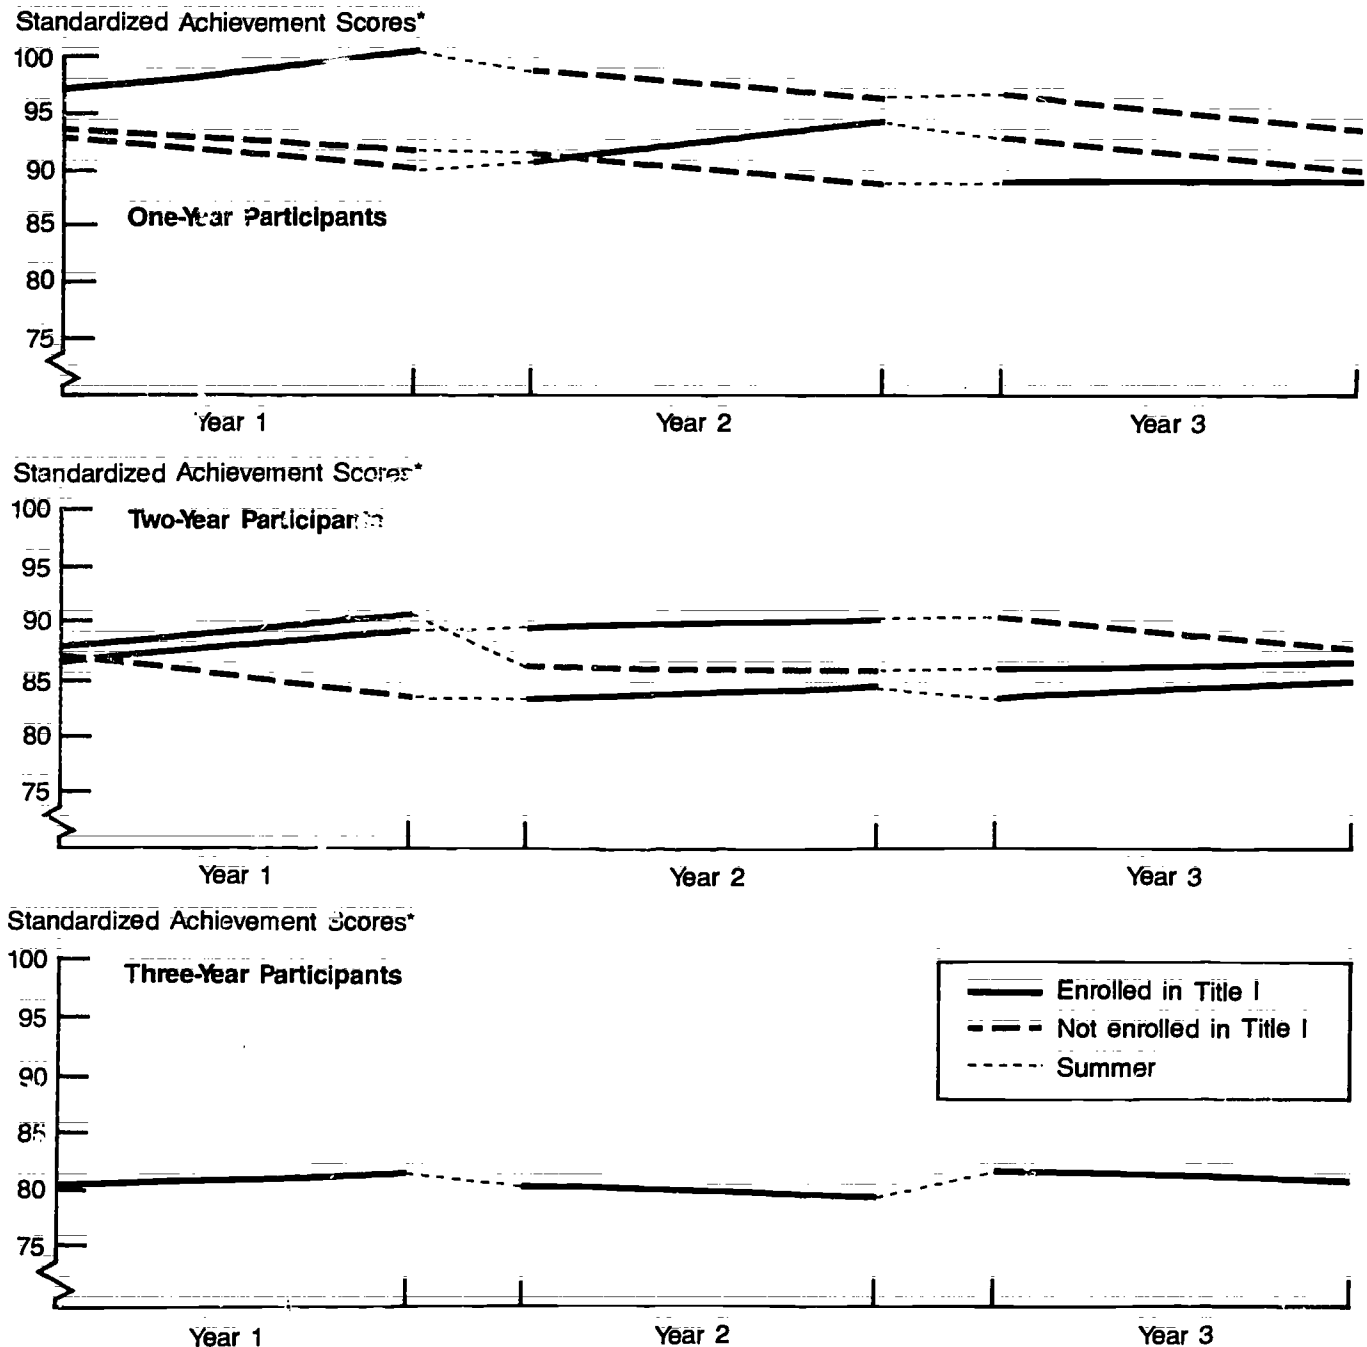 Standardized Achievement Scores*
100
95
90
85
80
75
One-Year Participants
Year 1 Year 2 Year 3
Standardized Achievement Scores*
100
Two-Year Participants
95
90
85
80
75
Year 1 Year 2 Year 3
Standardized Achievement Scores*
100
Three-Year Participants
95
90
85
80
75
Enrolled in Title I
Not enrolled in Title I
Summer
Year 1 Year 2 Year 3